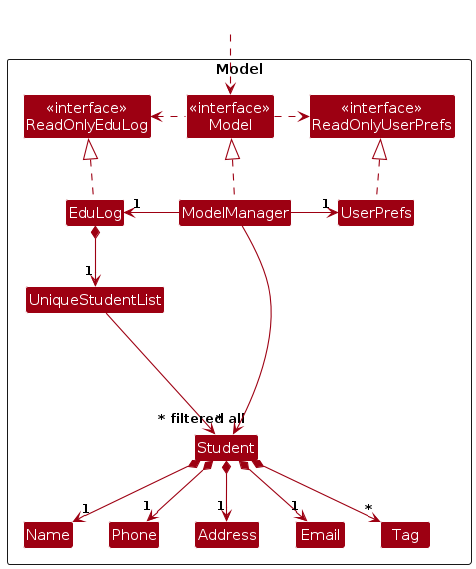 Model
«interface»
ReadOnlyEduLog
«interface»
Model
«interface»
ReadOnlyUserPrefs
EduLog
1
ModelManager
1
UserPrefs
1
UniqueStudentList
* filtered
* all
Student
1
1
1
1
*
Name
Phone
Address
Email
Tag